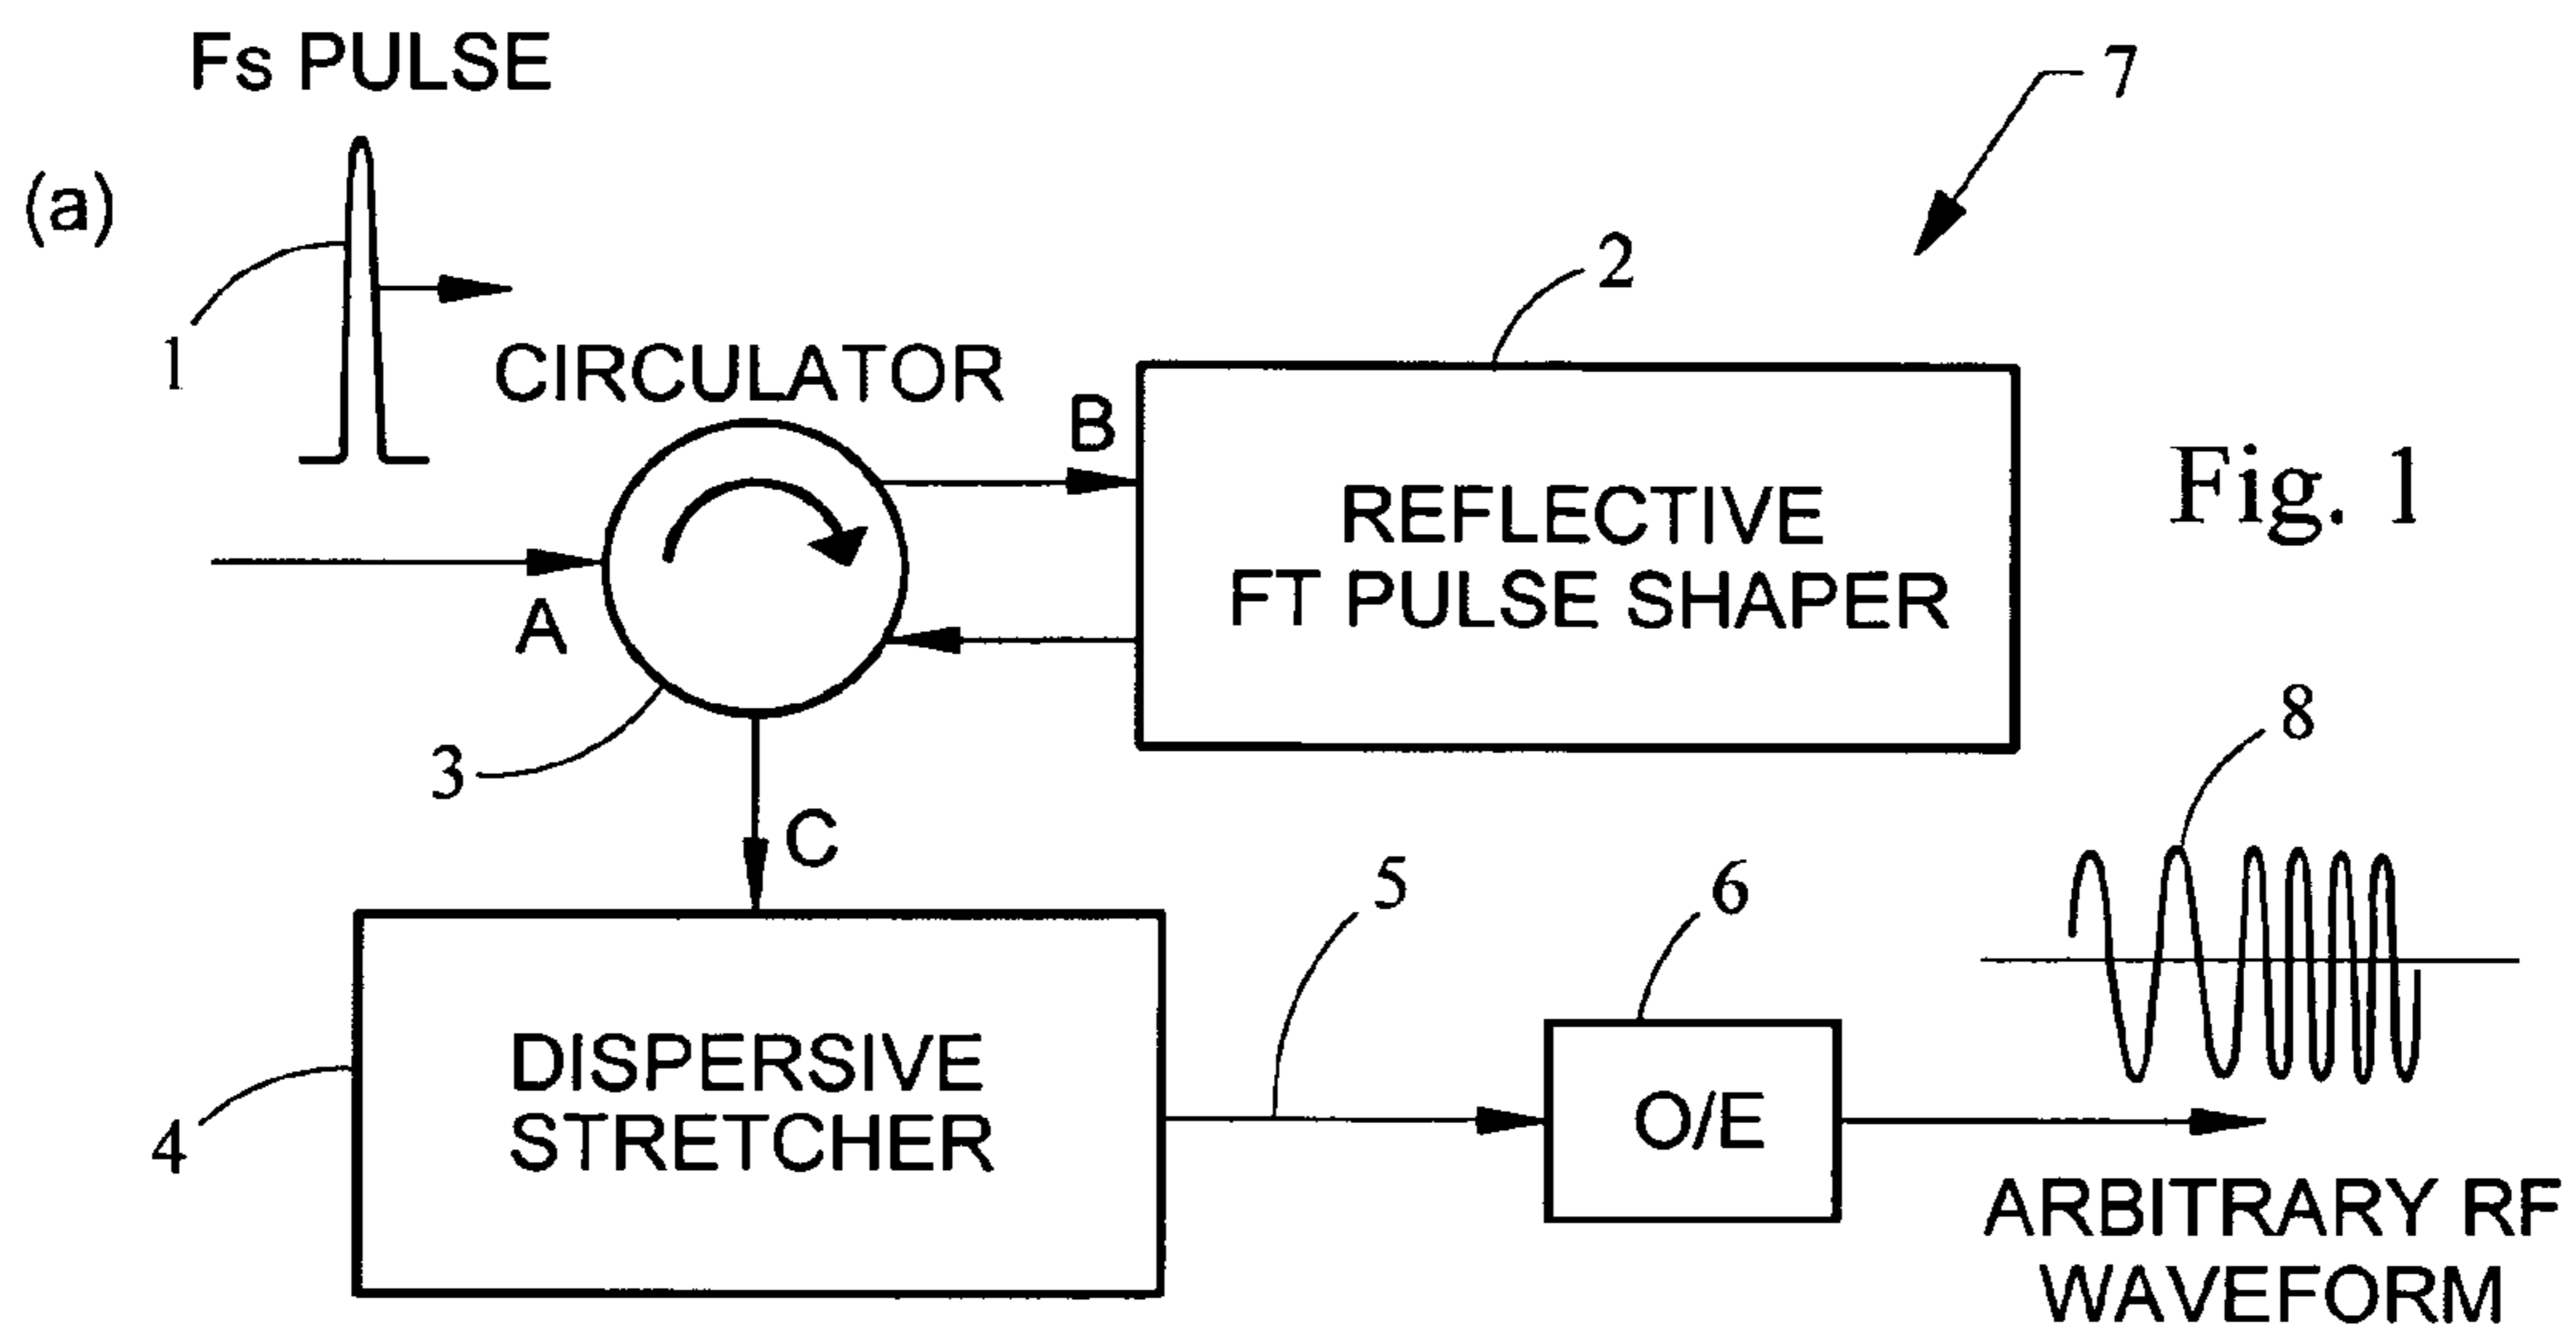 Fs PULSE
7
(a)
2
1
CIRCULATOR
B
Fig. 1
REFLECTIVE
FT PULSE SHAPER
A
8
3
C
5
6
DISPERSIVE
STRETCHER
O/E
4
ARBITRARY RF
WAVEFORM